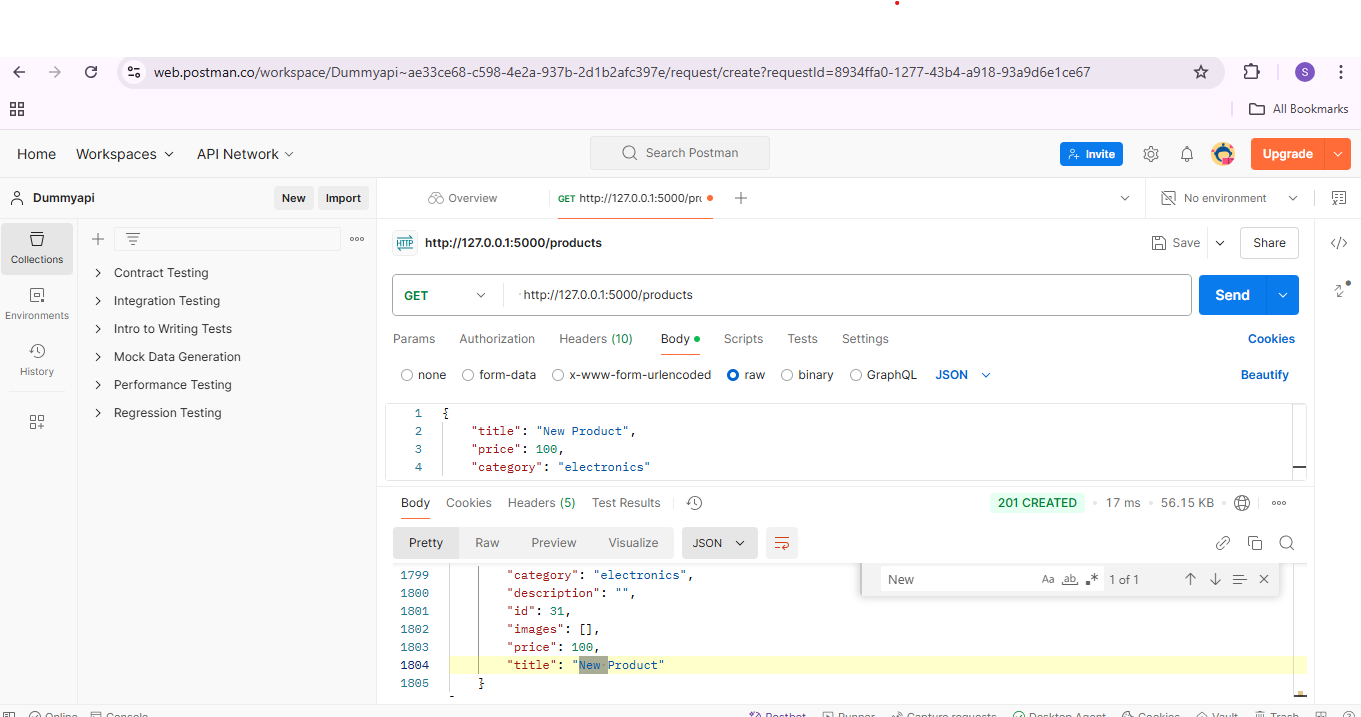 web.postman.co/workspace/Dummyapi~ae33ce68-c598-4e2a-937b-2d1b2afc397e/request/create?requestId=8934ffa0-1277-43b4-a918-93a9d6e1ce67
S
All Bookmarks
Home Workspaces API Network Search Postman Invite Upgrade
Dummyapi New Import Overview GET http://127.0.0.1:5000/pr No environment
Collections
Environments
History
Contract Testing
Integration Testing
Intro to Writing Tests
Mock Data Generation
Performance Testing
Regression Testing
HTTP http://127.0.0.1:5000/products Save Share
GET http://127.0.0.1:5000/products Send
Params Authorization Headers (10) Body Scripts Tests Settings Cookies
none form-data x-www-form-urlencoded raw binary GraphQL JSON Beautify
1 {
2 "title": "New Product",
3 "price": 100,
4 "category": "electronics"
Body Cookies Headers (5) Test Results 201 CREATED 17 ms 56.15 KB
Pretty Raw Preview Visualize JSON
New Aa ab .* 1 of 1
1799 "category": "electronics",
1800 "description": "",
1801 "id": 31,
1802 "images": [],
1803 "price": 100,
1804 "title": "New Product"
1805 }
Online Console Postbot Runner Capture requests Desktop Agent Cookies Vault Trash